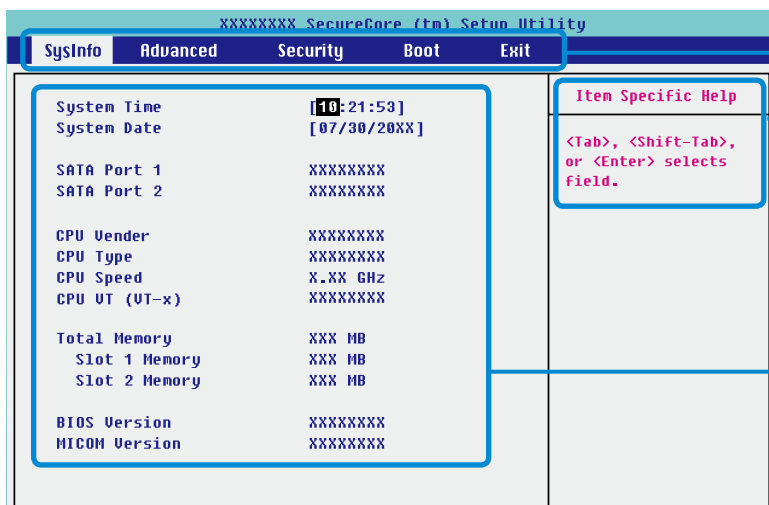 XXXXXXXX SecureCore (tm) Setup Utility
SysInfo Advanced Security Boot Exit
System Time [10:21:53]
System Date [07/30/20XX]
SATA Port 1 XXXXXXXX
SATA Port 2 XXXXXXXX
CPU Vender XXXXXXXX
CPU Type XXXXXXXX
CPU Speed X.XX GHz
CPU VT (VT-x) XXXXXXXX
Total Memory XXX MB
Slot 1 Memory XXX MB
Slot 2 Memory XXX MB
BIOS Version XXXXXXXX
MICOM Version XXXXXXXX
Item Specific Help
<Tab>, <Shift-Tab>,
or <Enter> selects
field.